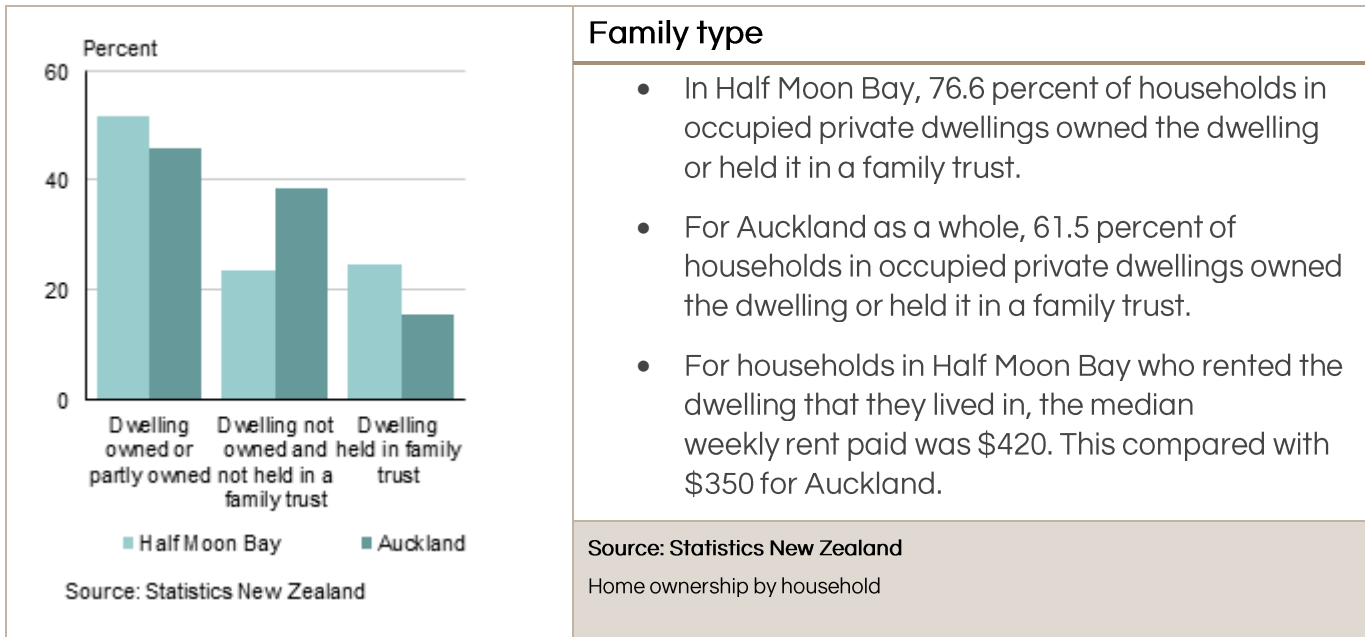 Percent
60
40
20
0
Dwelling owned or partly owned
Dwelling not owned and not held in a family trust
Dwelling held in family trust
Half Moon Bay
Auckland
Source: Statistics New Zealand
Family type
• In Half Moon Bay, 76.6 percent of households in
occupied private dwellings owned the dwelling
or held it in a family trust.
• For Auckland as a whole, 61.5 percent of
households in occupied private dwellings owned
the dwelling or held it in a family trust.
• For households in Half Moon Bay who rented the
dwelling that they lived in, the median
weekly rent paid was $420. This compared with
$350 for Auckland.
Source: Statistics New Zealand
Home ownership by household